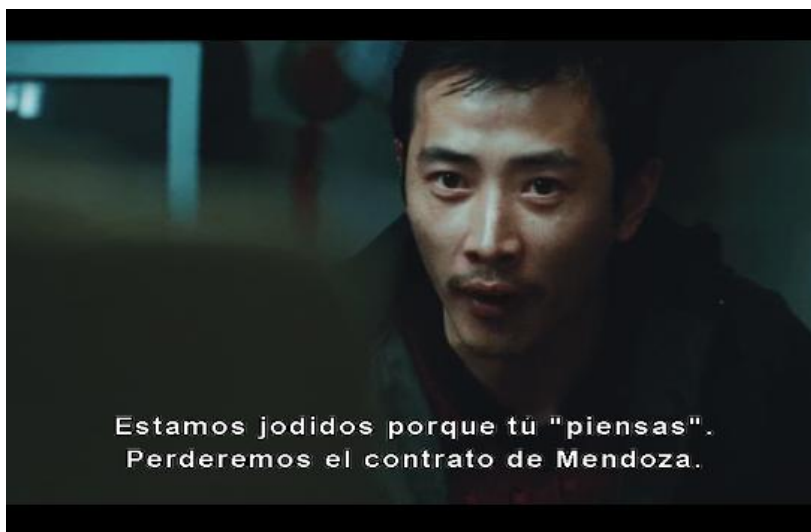 Estamos jodidos porque tú "piensas".
Perderemos el contrato de Mendoza.